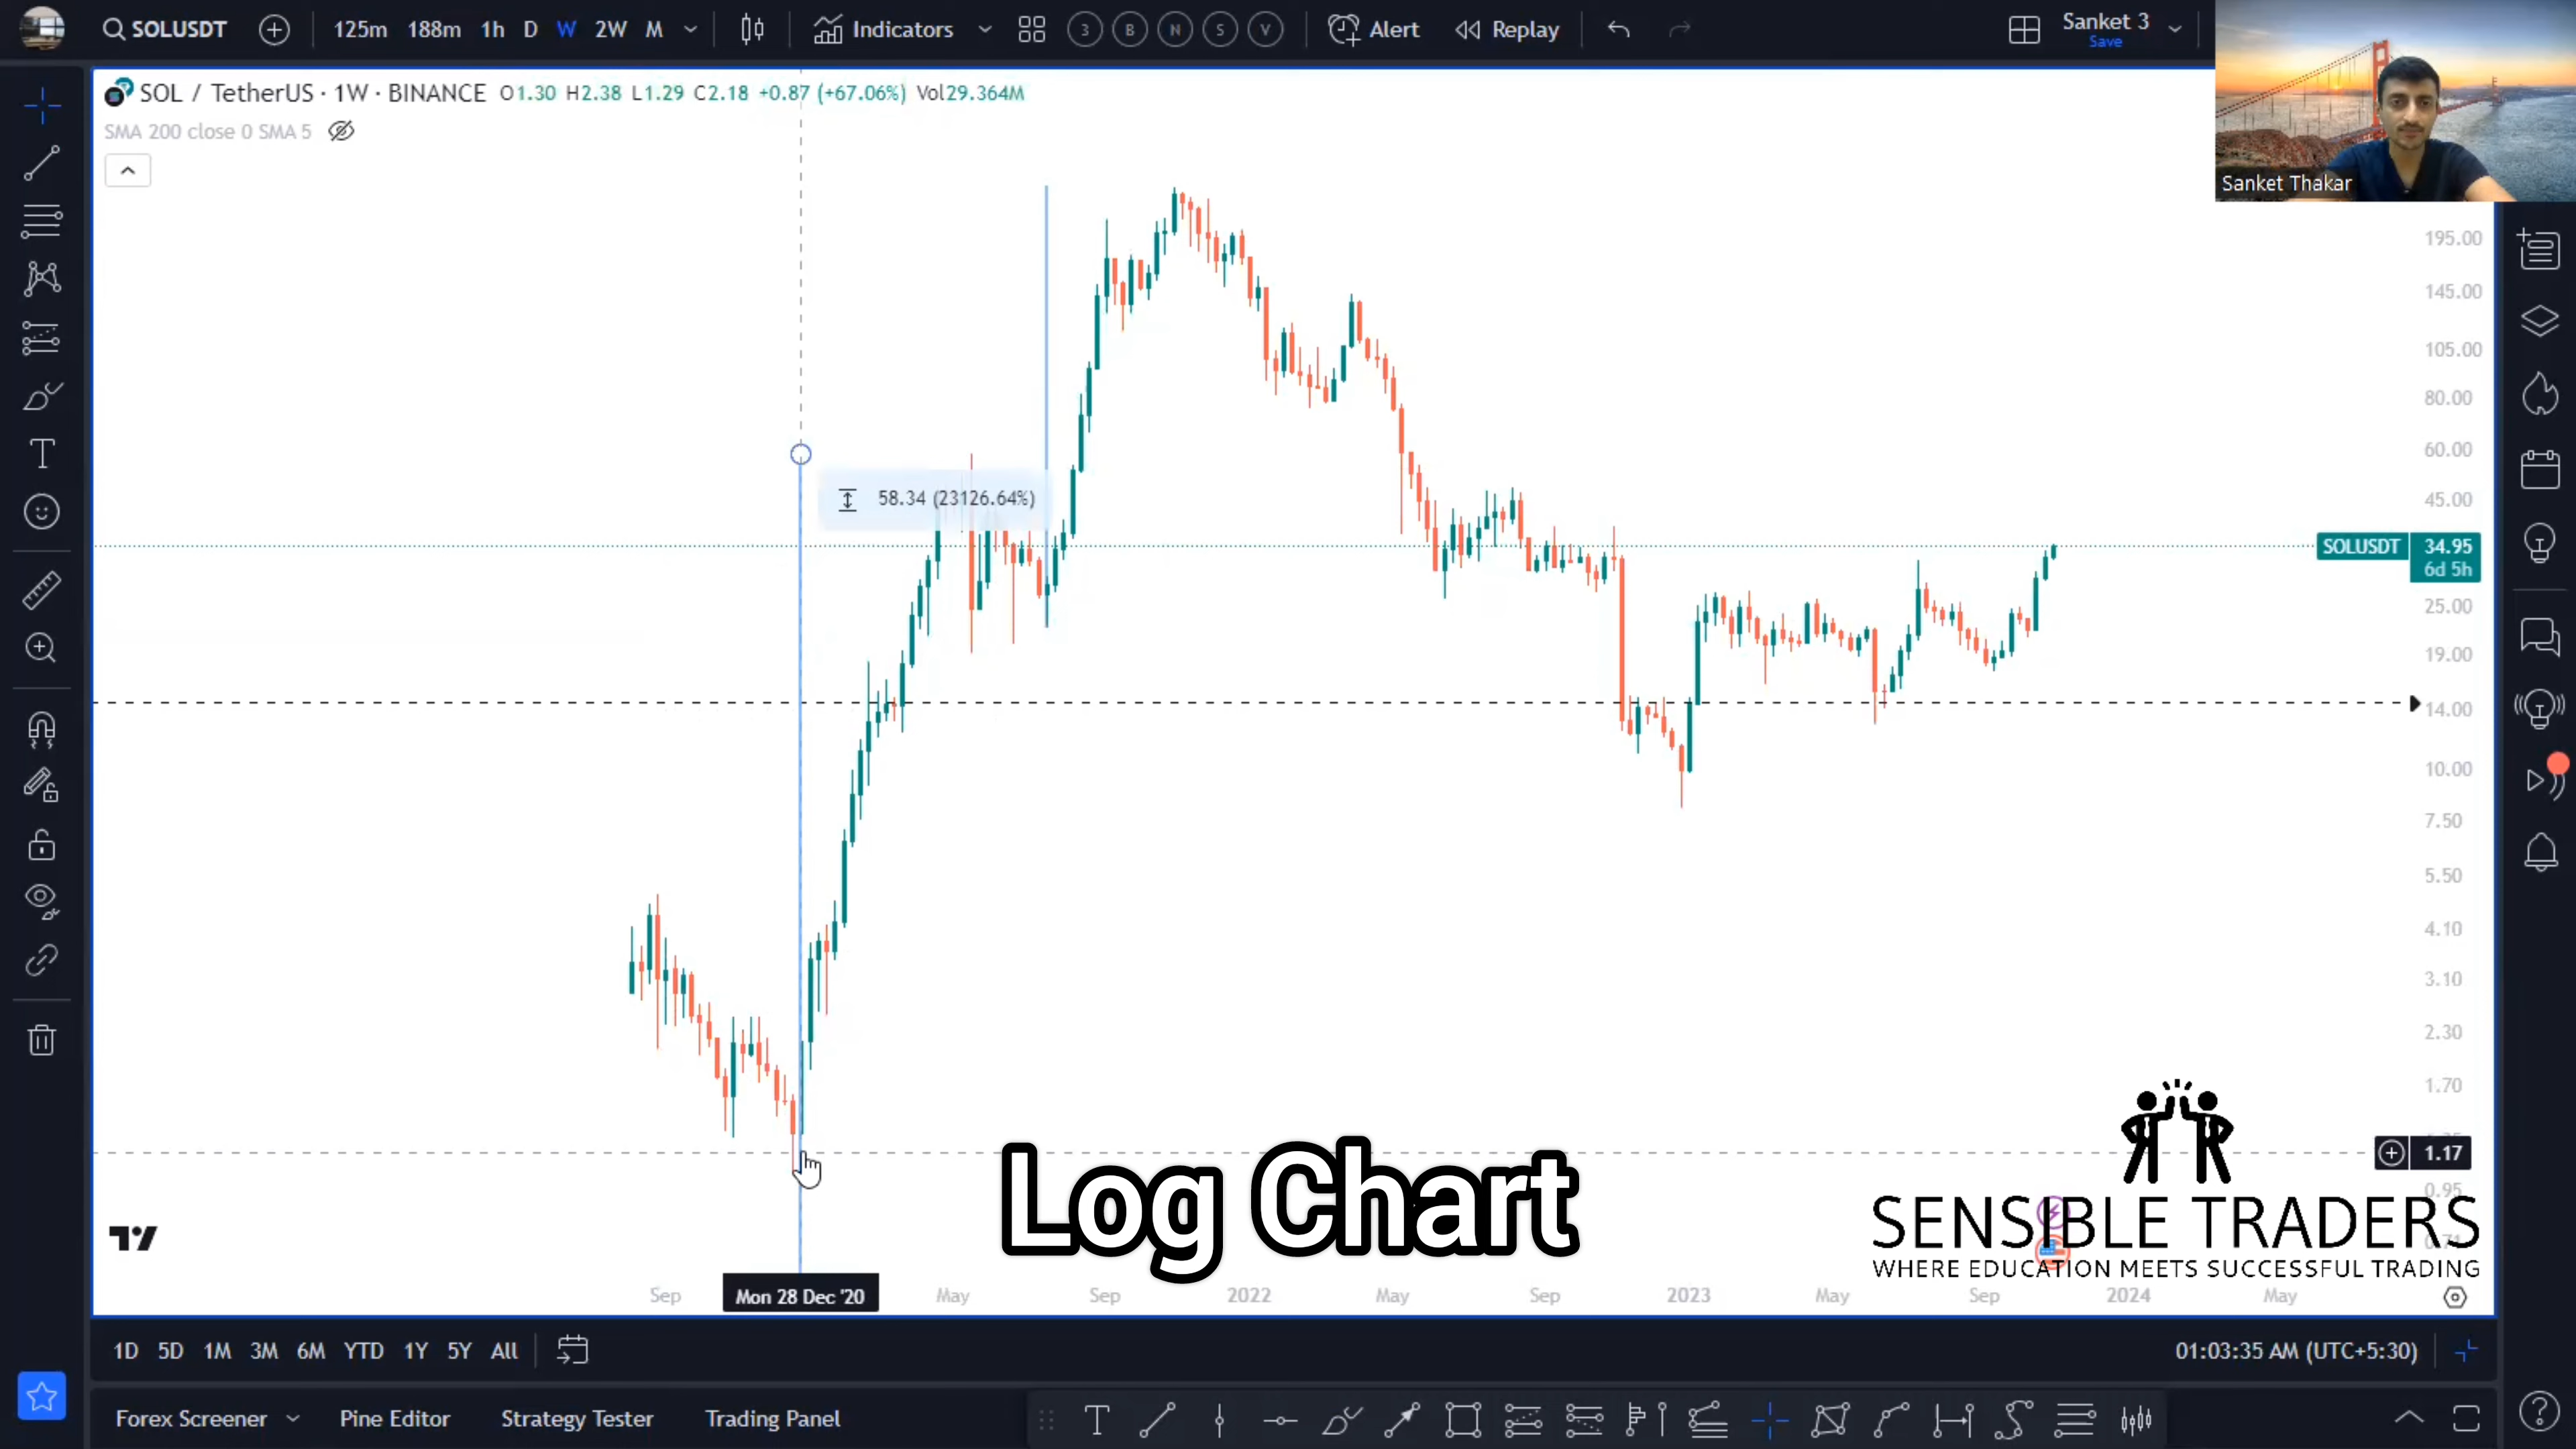 SOLUSDT 125m 188m 1h D W 2W M Indicators 3 B N S V Alert Replay Sanket 3
Save
SOL / TetherUS · 1W · BINANCE O1.30 H2.38 L1.29 C2.18 +0.87 (+67.06%) Vol29.364M
SMA 200 close 0 SMA 5
Sanket Thakar
195.00
145.00
105.00
80.00
60.00
58.34 (23126.64%)
45.00
SOLUSDT 34.95
6d 5h
25.00
19.00
14.00
10.00
7.50
5.50
4.10
3.10
2.30
1.70
1.17
0.95
Log Chart
SENSIBLE TRADERS
WHERE EDUCATION MEETS SUCCESSFUL TRADING
Sep Mon 28 Dec '20 May Sep 2022 May Sep 2023 May Sep 2024 May
1D 5D 1M 3M 6M YTD 1Y 5Y All 01:03:35 AM (UTC+5:30)
Forex Screener Pine Editor Strategy Tester Trading Panel